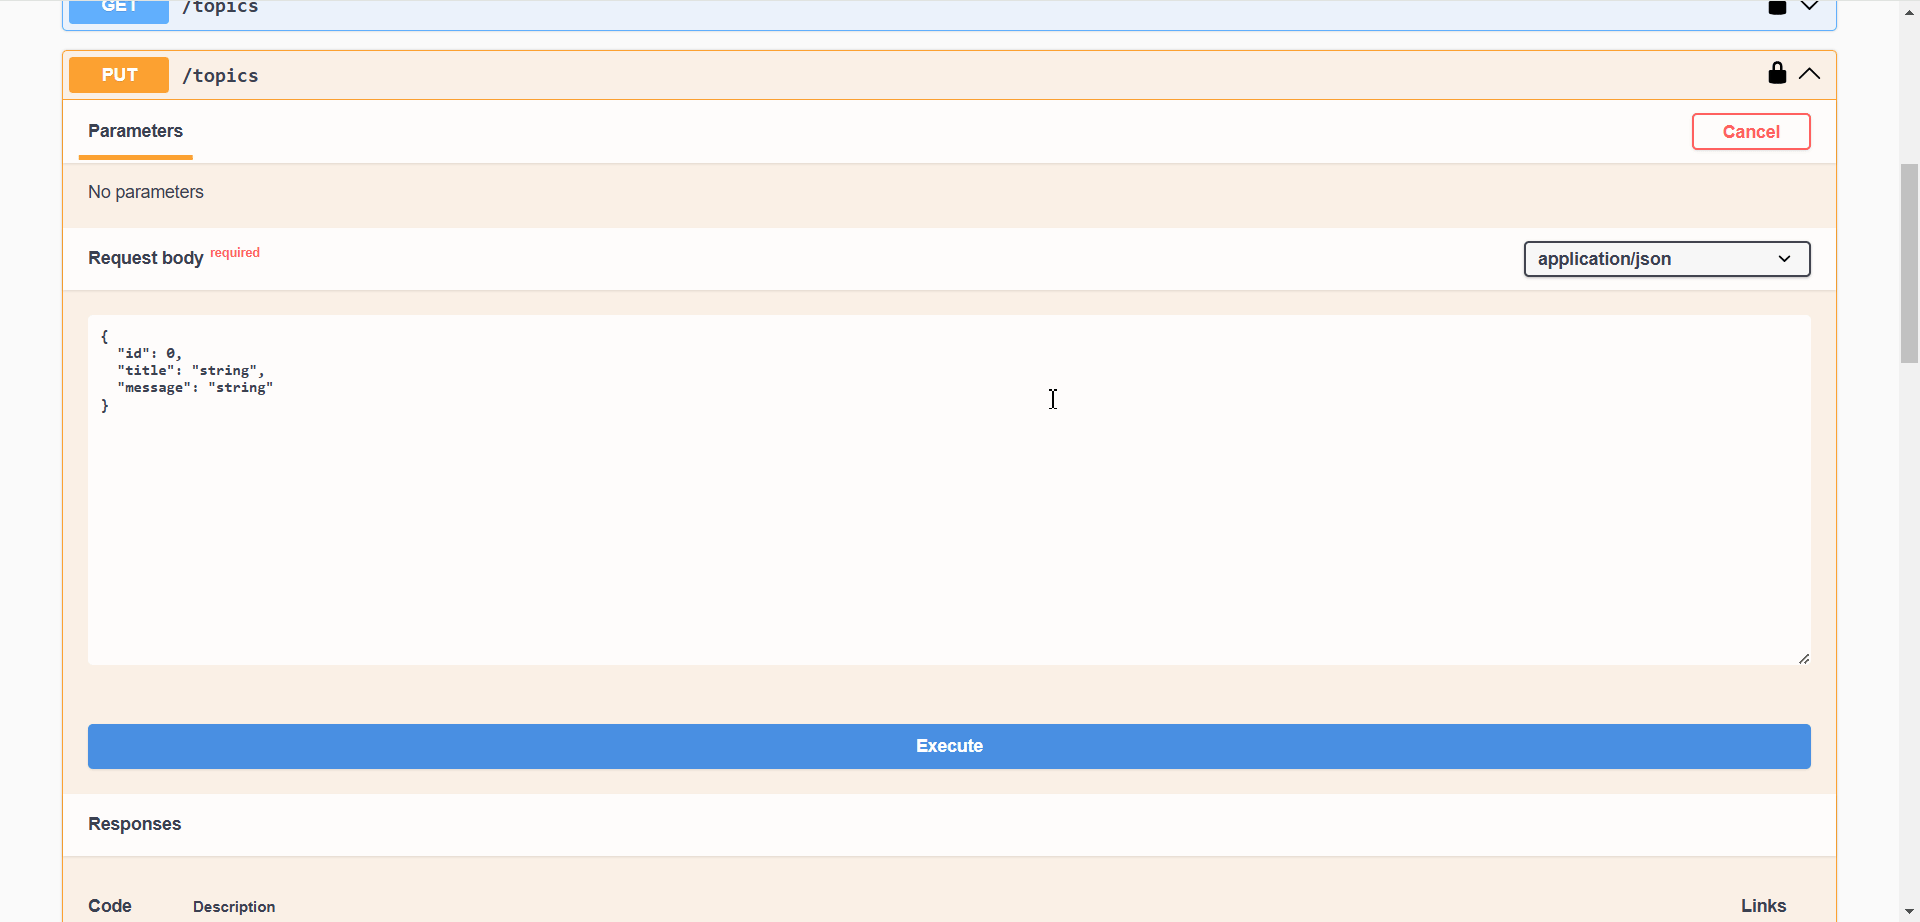 GET /topics
PUT /topics
Parameters
Cancel
No parameters
Request body required
application/json
{
  "id": 0,
  "title": "string",
  "message": "string"
}
Execute
Responses
Code Description Links